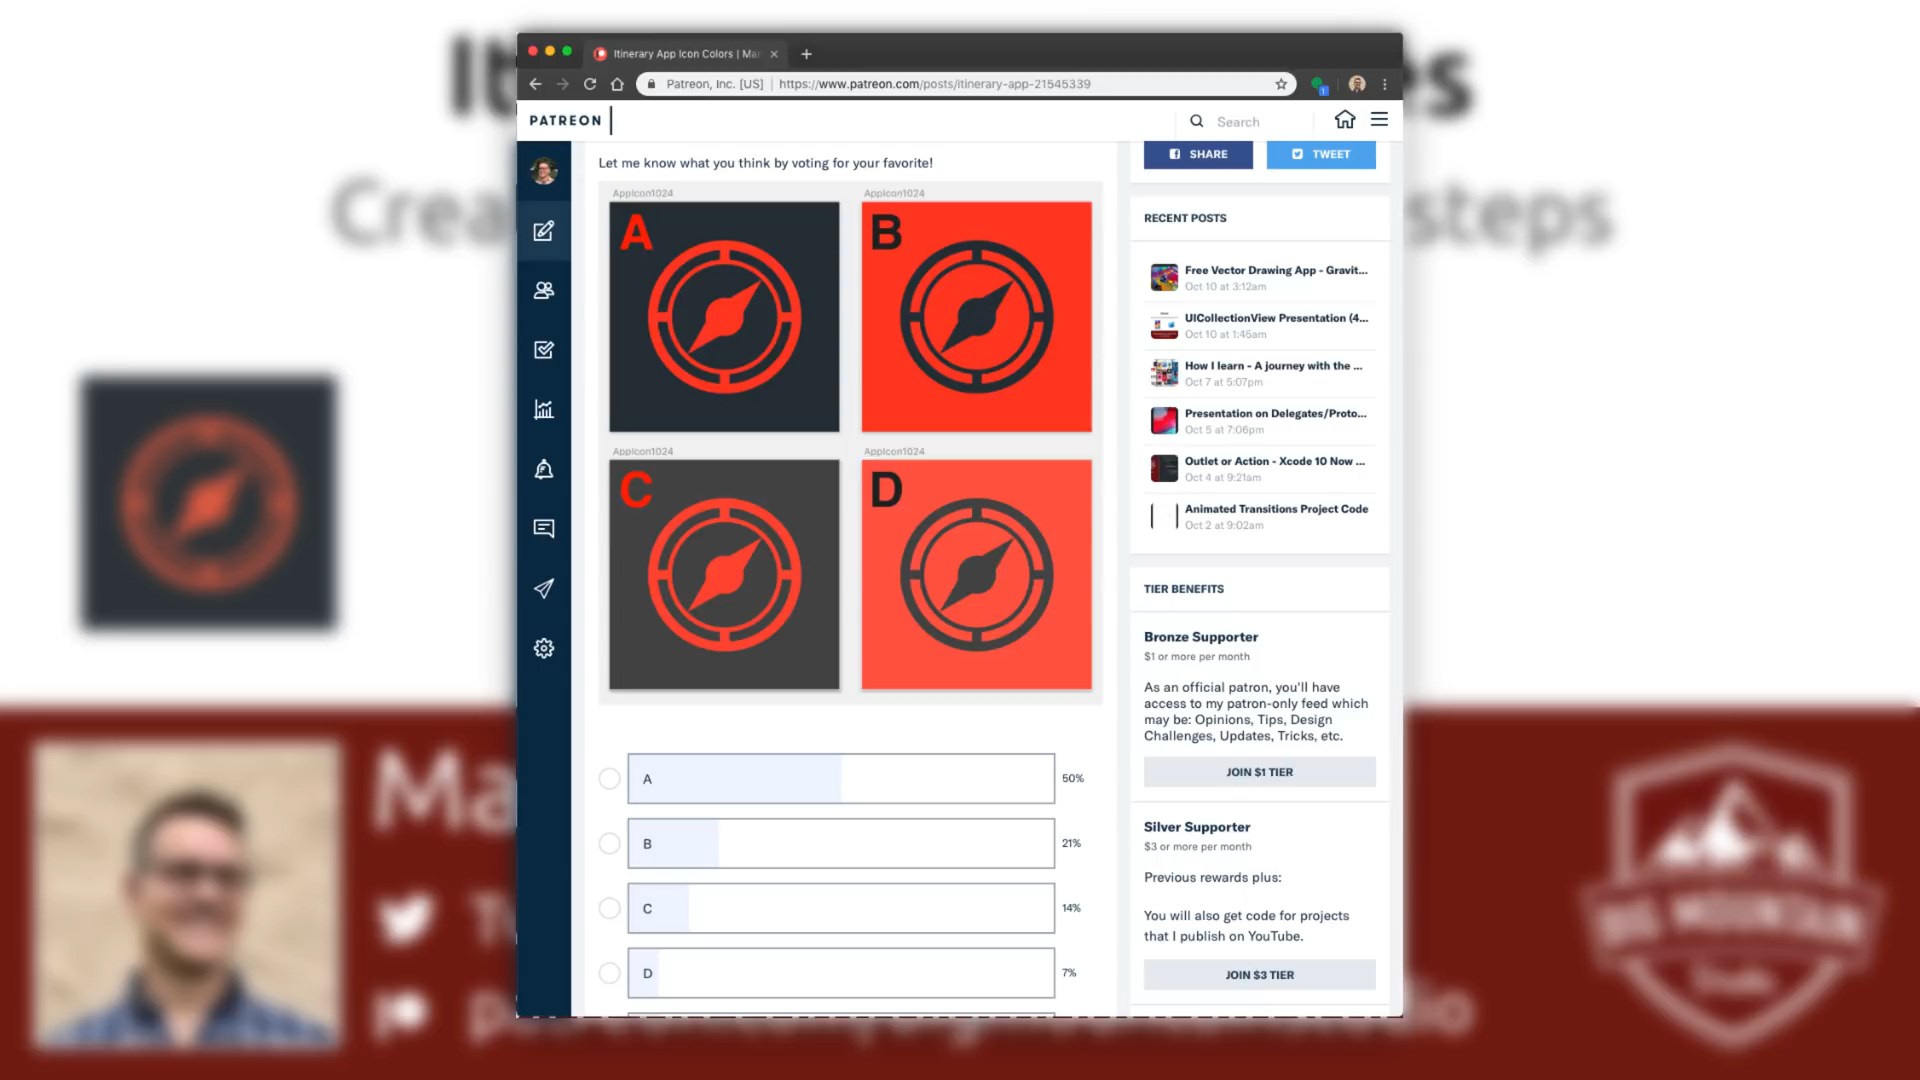 Itinerary App Icon Colors | Ma
Patreon, Inc. [US] | https://www.patreon.com/posts/itinerary-app-21545339
PATREON
Search
Let me know what you think by voting for your favorite!
SHARE
TWEET
AppIcon1024
AppIcon1024
A
B
AppIcon1024
AppIcon1024
C
D
A
50%
B
21%
C
14%
D
7%
RECENT POSTS
Free Vector Drawing App - Gravit...
Oct 10 at 3:12am
UICollectionView Presentation (4...
Oct 10 at 1:45am
How I learn - A journey with the ...
Oct 7 at 5:07pm
Presentation on Delegates/Proto...
Oct 5 at 7:06pm
Outlet or Action - Xcode 10 Now ...
Oct 4 at 9:21am
Animated Transitions Project Code
Oct 2 at 9:02am
TIER BENEFITS
Bronze Supporter
$1 or more per month
As an official patron, you'll have
access to my patron-only feed which
may be: Opinions, Tips, Design
Challenges, Updates, Tricks, etc.
JOIN $1 TIER
Silver Supporter
$3 or more per month
Previous rewards plus:
You will also get code for projects
that I publish on YouTube.
JOIN $3 TIER
steps
BIG MOUNTAIN
Studio